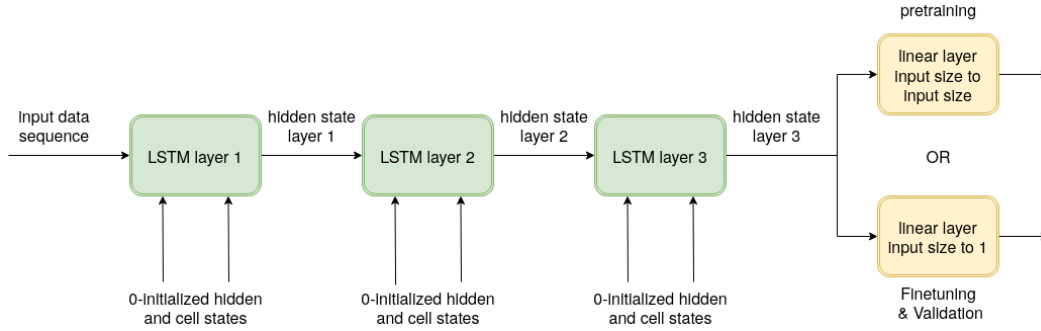 input data
sequence
LSTM layer 1
0-initialized hidden
and cell states
hidden state
layer 1
LSTM layer 2
0-initialized hidden
and cell states
hidden state
layer 2
LSTM layer 3
0-initialized hidden
and cell states
hidden state
layer 3
pretraining
linear layer
input size to
input size
OR
linear layer
input size to 1
Finetuning
& Validation